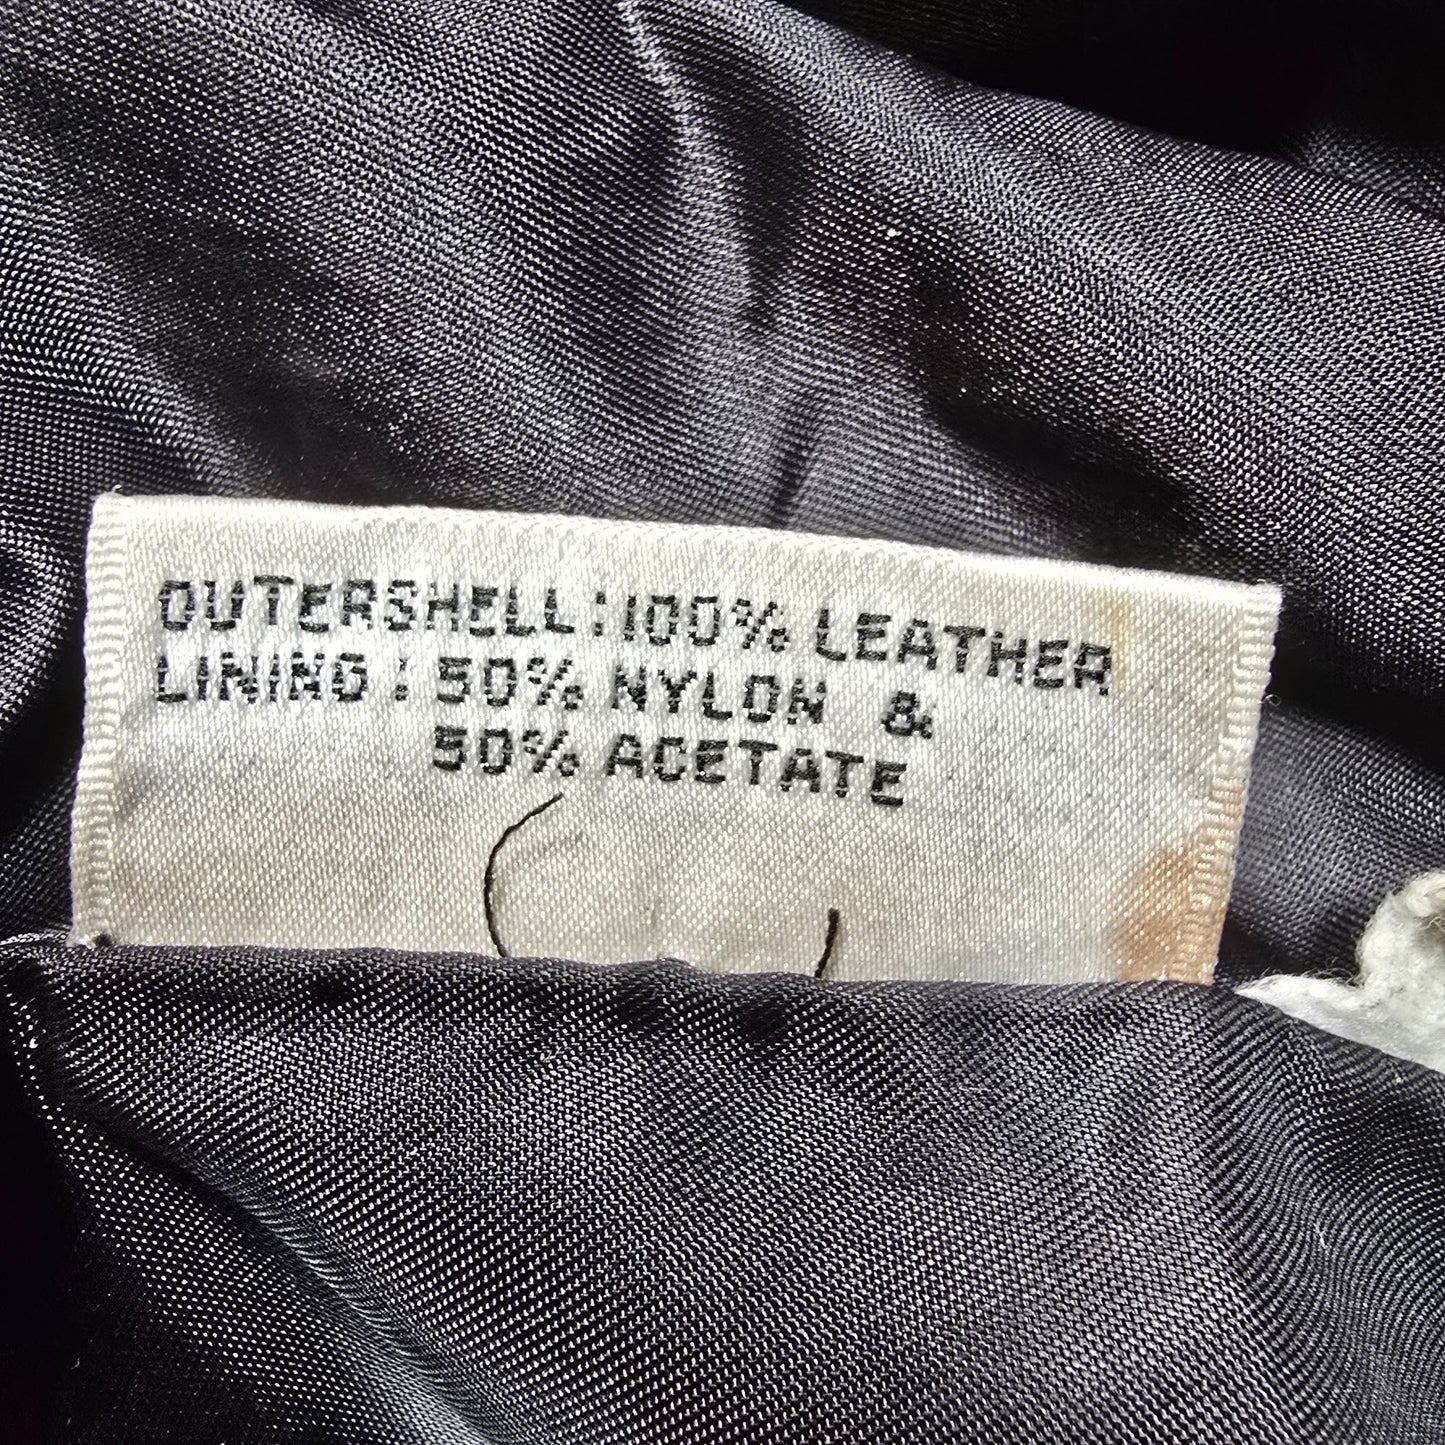 OUTERSHELL: 100% LEATHER
LINING: 50% NYLON &
50% ACETATE